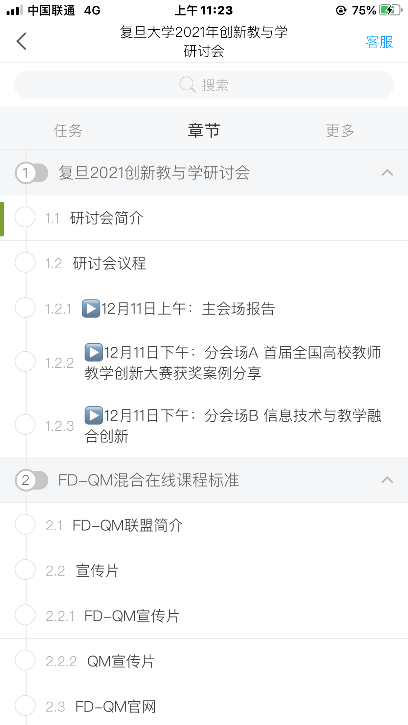 中国联通 4G 上午11:23 75%
复旦大学2021年创新教与学
研讨会
客服
搜索
任务 章节 更多
1 复旦2021创新教与学研讨会
1.1 研讨会简介
1.2 研讨会议程
1.2.1 12月11日上午：主会场报告
1.2.2 12月11日下午：分会场A 首届全国高校教师
教学创新大赛获奖案例分享
1.2.3 12月11日下午：分会场B 信息技术与教学融
合创新
2 FD-QM混合在线课程标准
2.1 FD-QM联盟简介
2.2 宣传片
2.2.1 FD-QM宣传片
2.2.2 QM宣传片
2.3 FD-QM官网